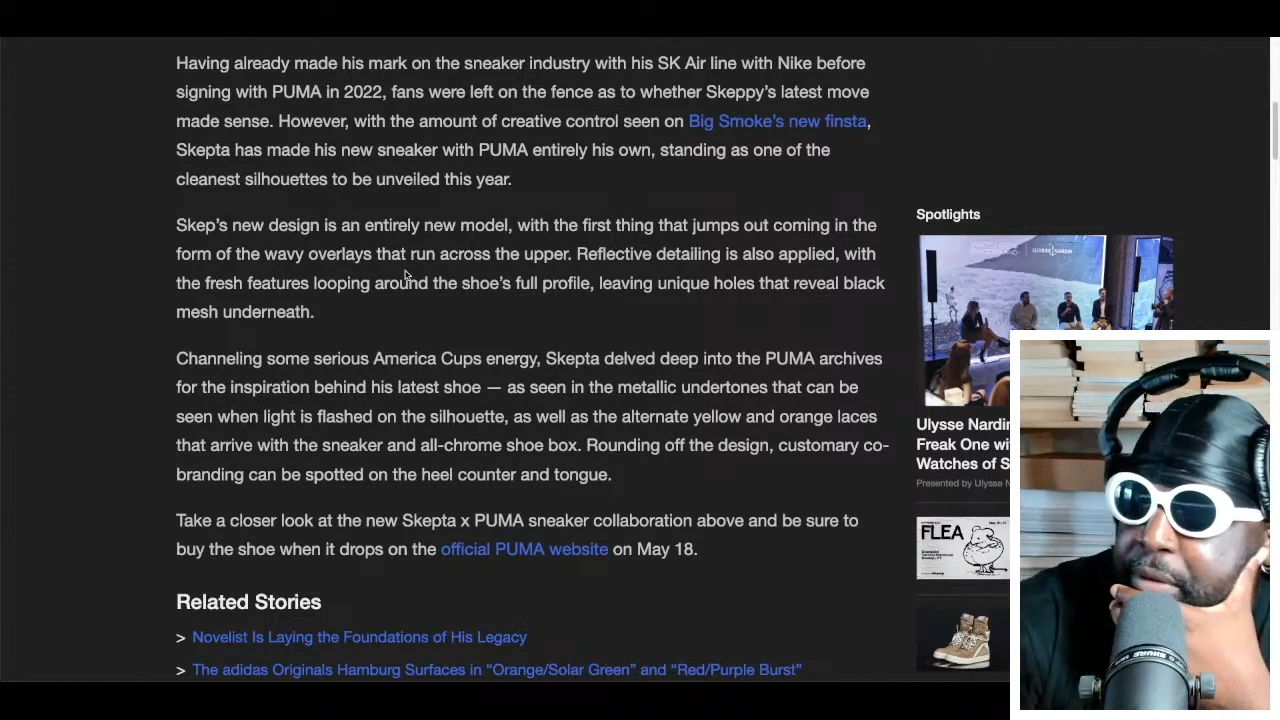 Having already made his mark on the sneaker industry with his SK Air line with Nike before
signing with PUMA in 2022, fans were left on the fence as to whether Skeppy’s latest move
made sense. However, with the amount of creative control seen on Big Smoke’s new finsta,
Skepta has made his new sneaker with PUMA entirely his own, standing as one of the
cleanest silhouettes to be unveiled this year.
Skep’s new design is an entirely new model, with the first thing that jumps out coming in the
form of the wavy overlays that run across the upper. Reflective detailing is also applied, with
the fresh features looping around the shoe’s full profile, leaving unique holes that reveal black
mesh underneath.
Channeling some serious America Cups energy, Skepta delved deep into the PUMA archives
for the inspiration behind his latest shoe — as seen in the metallic undertones that can be
seen when light is flashed on the silhouette, as well as the alternate yellow and orange laces
that arrive with the sneaker and all-chrome shoe box. Rounding off the design, customary co-
branding can be spotted on the heel counter and tongue.
Take a closer look at the new Skepta x PUMA sneaker collaboration above and be sure to
buy the shoe when it drops on the official PUMA website on May 18.
Related Stories
> Novelist Is Laying the Foundations of His Legacy
> The adidas Originals Hamburg Surfaces in “Orange/Solar Green” and “Red/Purple Burst”
Spotlights
ULYSSE NARDIN
Ulysse Nardin
Freak One wi
Watches of S
Presented by Ulysse N
FLEA
SHURE